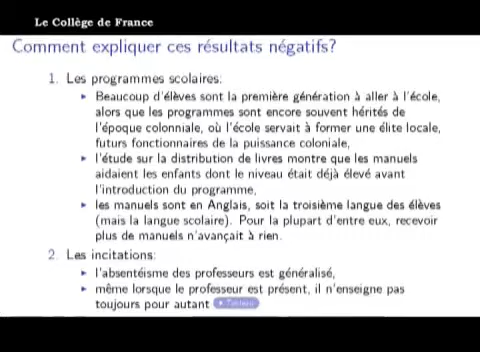 Le Collège de France
Comment expliquer ces résultats négatifs?
1. Les programmes scolaires:
► Beaucoup d'élèves sont la première génération à aller à l'école,
alors que les programmes sont encore souvent hérités de
l'époque colonniale, où l'école servait à former une élite locale,
futurs fonctionnaires de la puissance coloniale,
► l'étude sur la distribution de livres montre que les manuels
aidaient les enfants dont le niveau était déjà élevé avant
l'introduction du programme,
► les manuels sont en Anglais, soit la troisième langue des élèves
(mais la langue scolaire). Pour la plupart d'entre eux, recevoir
plus de manuels n'avançait à rien.
2. Les incitations:
► l'absentéisme des professeurs est généralisé,
► même lorsque le professeur est présent, il n'enseigne pas
toujours pour autant